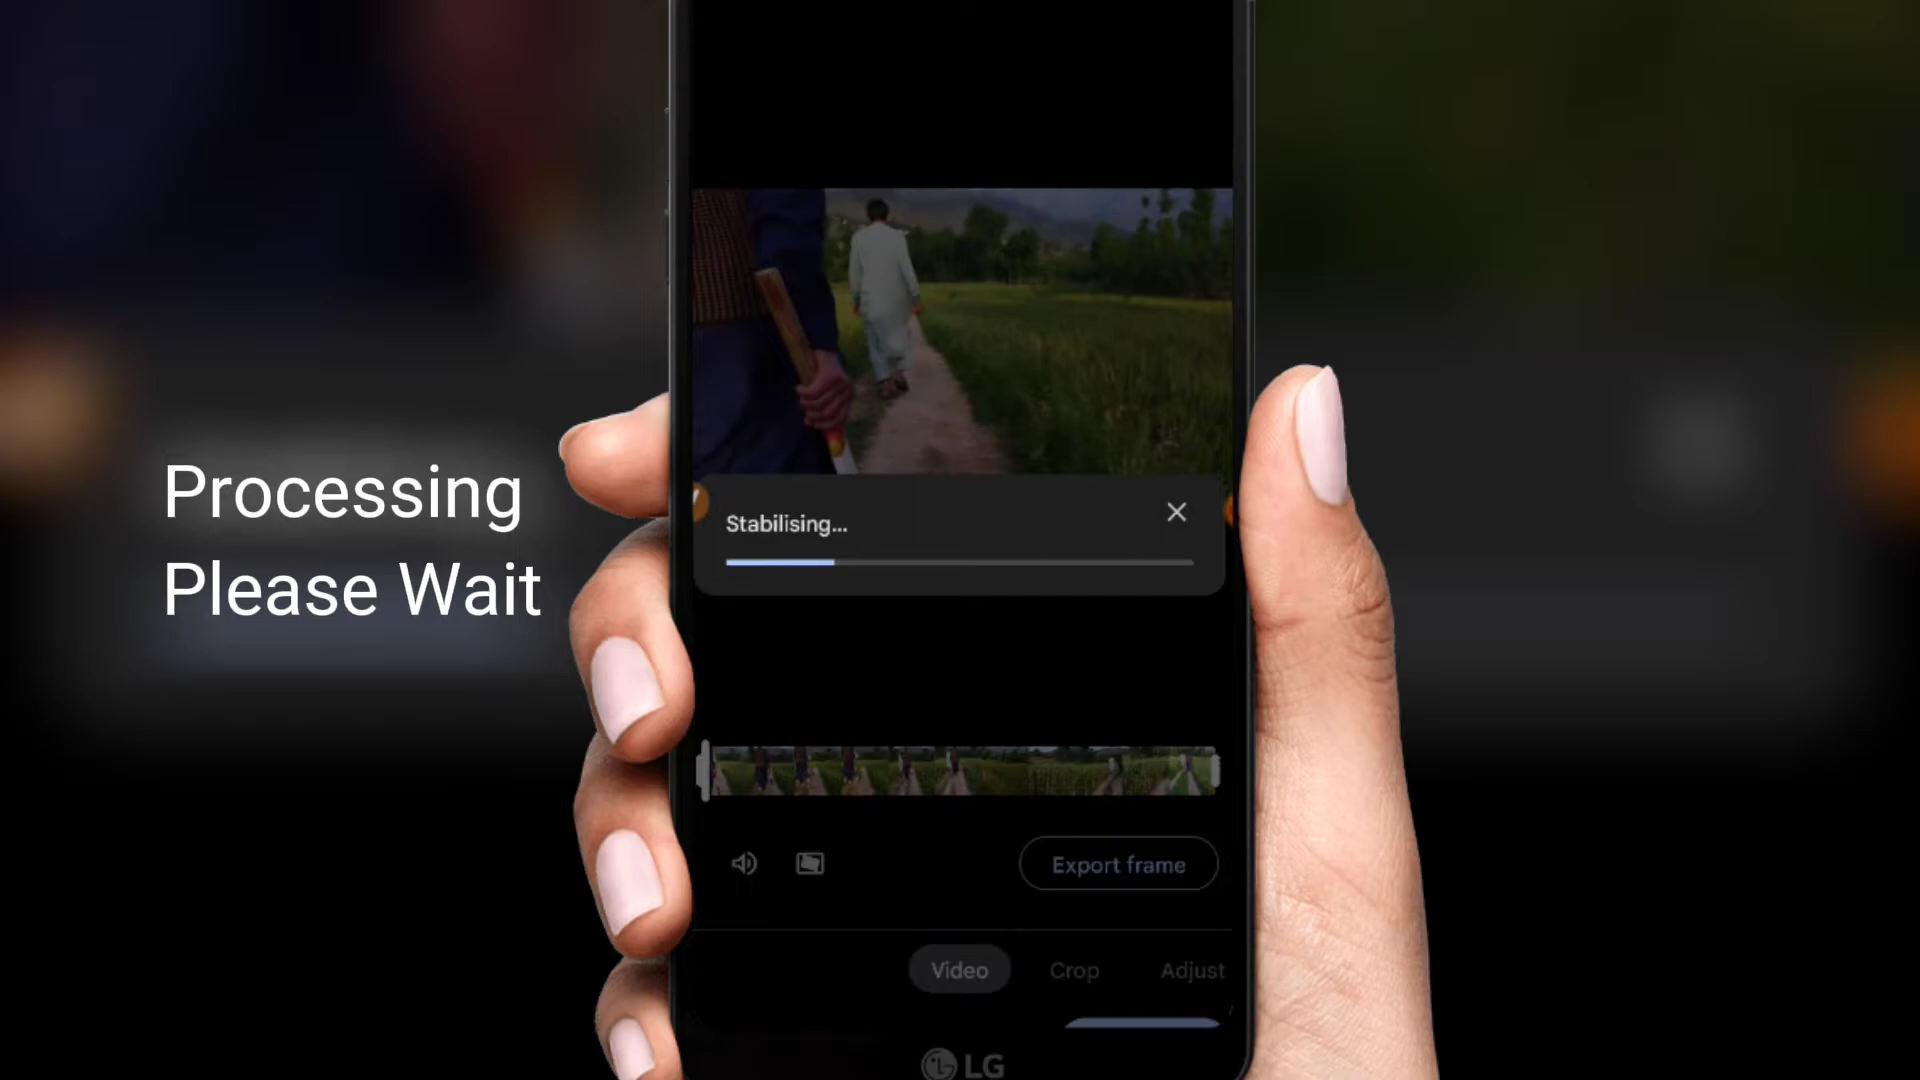 Processing
Please Wait
Stabilising...
Export frame
Video
Crop
Adjust
LG